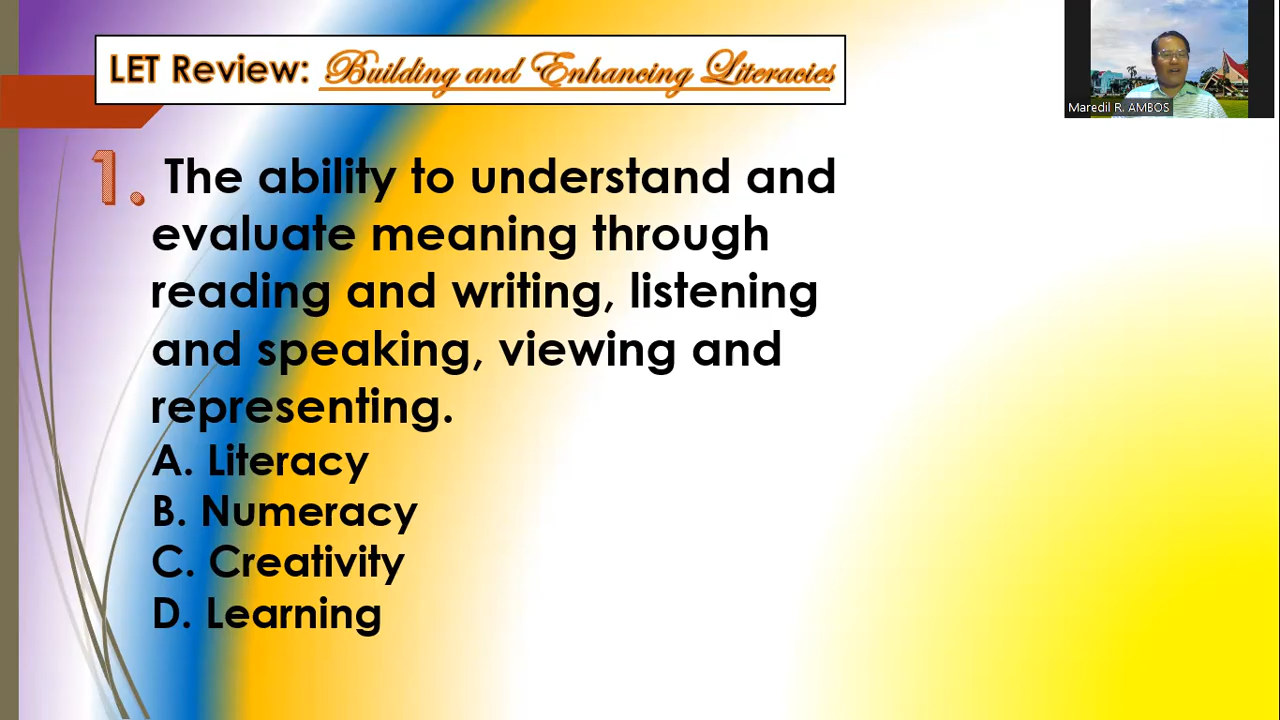 LET Review: Building and Enhancing Literacies
Maredil R. AMBOS
1. The ability to understand and
evaluate meaning through
reading and writing, listening
and speaking, viewing and
representing.
A. Literacy
B. Numeracy
C. Creativity
D. Learning